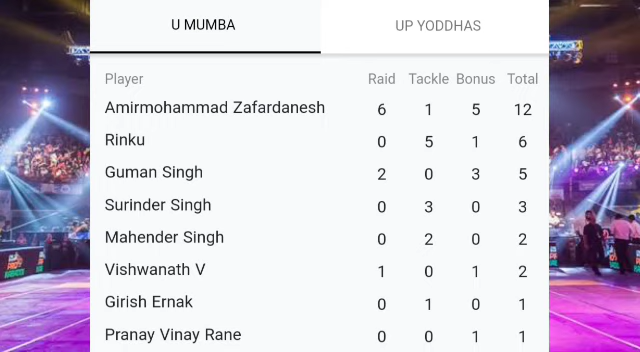 U MUMBA UP YODDHAS
Player Raid Tackle Bonus Total
Amirmohammad Zafardanesh 6 1 5 12
Rinku 0 5 1 6
Guman Singh 2 0 3 5
Surinder Singh 0 3 0 3
Mahender Singh 0 2 0 2
Vishwanath V 1 0 1 2
Girish Ernak 0 1 0 1
Pranay Vinay Rane 0 0 1 1